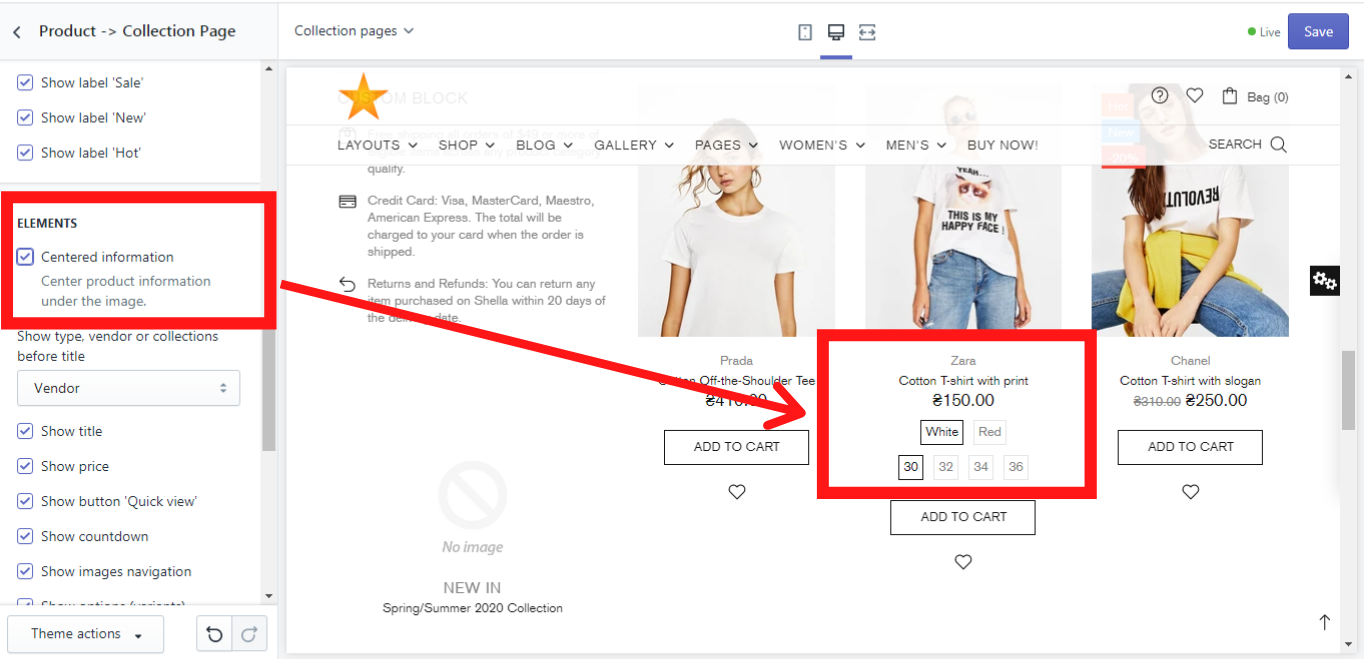 Product -> Collection Page
Collection pages
Live
Save
Show label 'Sale'
Show label 'New'
Show label 'Hot'
ELEMENTS
Centered information
Center product information
under the image.
Show type, vendor or collections
before title
Vendor
Show title
Show price
Show button 'Quick view'
Show countdown
Show images navigation
Show options (variants)
Theme actions
CUSTOM BLOCK
Bag (0)
Free shipping all orders of $49 or more of
LAYOUTS
SHOP
BLOG
GALLERY
PAGES
WOMEN'S
MEN'S
BUY NOW!
SEARCH
qualify.
Credit Card: Visa, MasterCard, Maestro,
American Express. The total will be
charged to your card when the order is
shipped.
Returns and Refunds: You can return any
item purchased on Shella within 20 days of
the delivery date.
No image
NEW IN
Spring/Summer 2020 Collection
Prada
Cotton Off-the-Shoulder Tee
₴410.00
ADD TO CART
YEAH...
THIS IS MY
HAPPY FACE !
Zara
Cotton T-shirt with print
₴150.00
White
Red
30
32
34
36
ADD TO CART
Hot
New
-20%
REVOLUTI
Chanel
Cotton T-shirt with slogan
₴310.00 ₴250.00
ADD TO CART